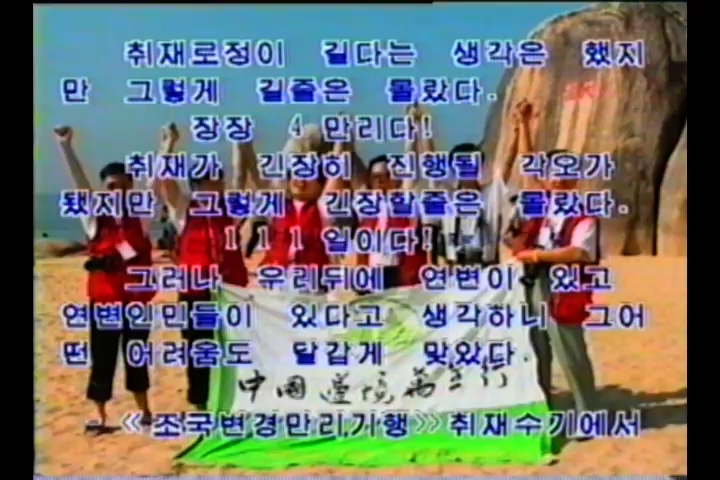 취재로정이 길다는 생각은 했지
만 그렇게 길줄은 몰랐다.
장장 4만리다!
취재가 긴장히 진행될 각오가
됐지만 그렇게 긴장할줄은 몰랐다.
111일이다!
그러나 우리뒤에 연변이 있고
연변인민들이 있다고 생각하니 그어
떤 어려움도 달갑게 맞았다.
中国边境万里行
-《조국변경만리기행》취재수기에서